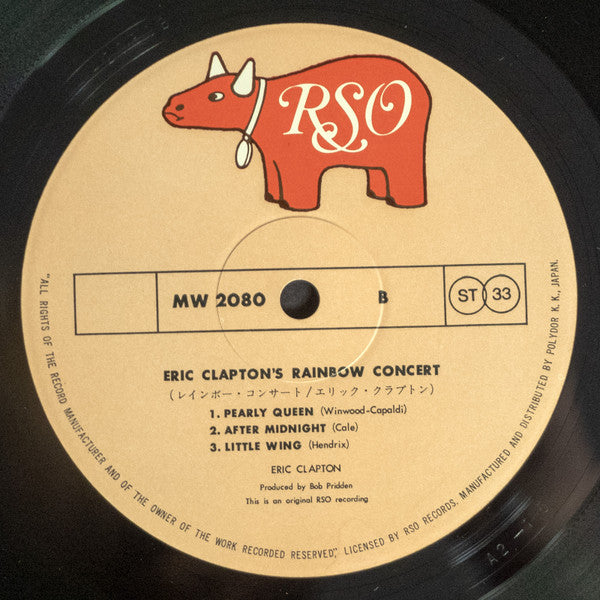 RSO
MW 2080 B ST 33
ERIC CLAPTON'S RAINBOW CONCERT
(レインボー・コンサート/エリック・クラプトン)
1. PEARLY QUEEN (Winwood-Capaldi)
2. AFTER MIDNIGHT (Cale)
3. LITTLE WING (Hendrix)
ERIC CLAPTON
Produced by Bob Pridden
This is an original RSO recording
"ALL RIGHTS OF THE RECORD MANUFACTURER AND OF THE OWNER OF THE WORK RECORDED RESERVED," LICENSED BY RSO RECORDS, MANUFACTURED AND DISTRIBUTED BY POLYDOR K.K., JAPAN.